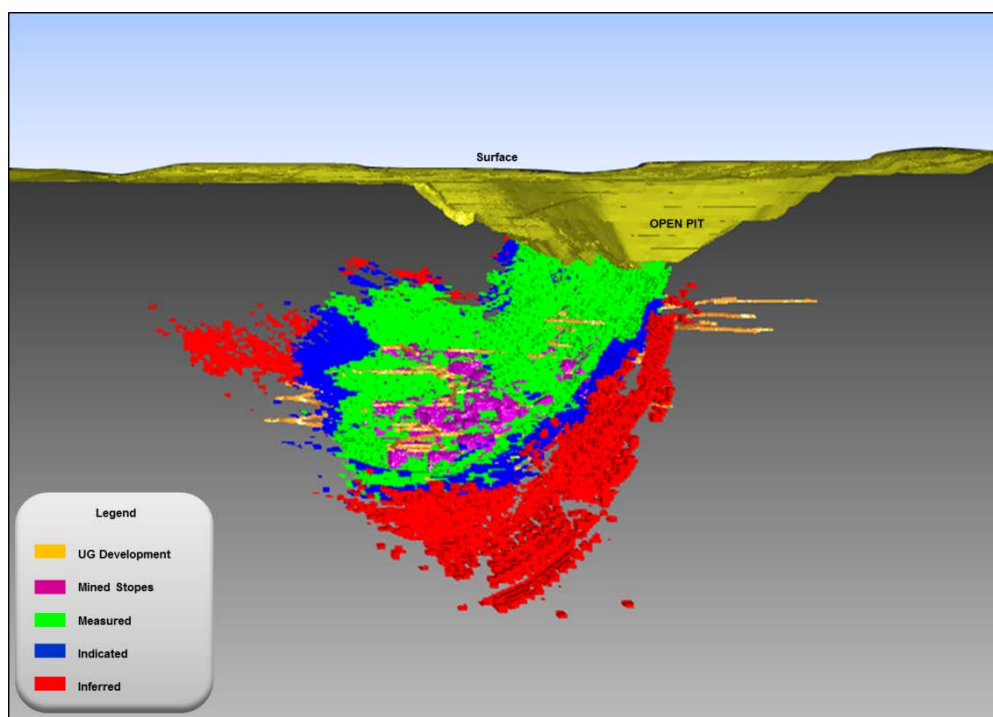 Surface
OPEN PIT
Legend
UG Development
Mined Stopes
Measured
Indicated
Inferred